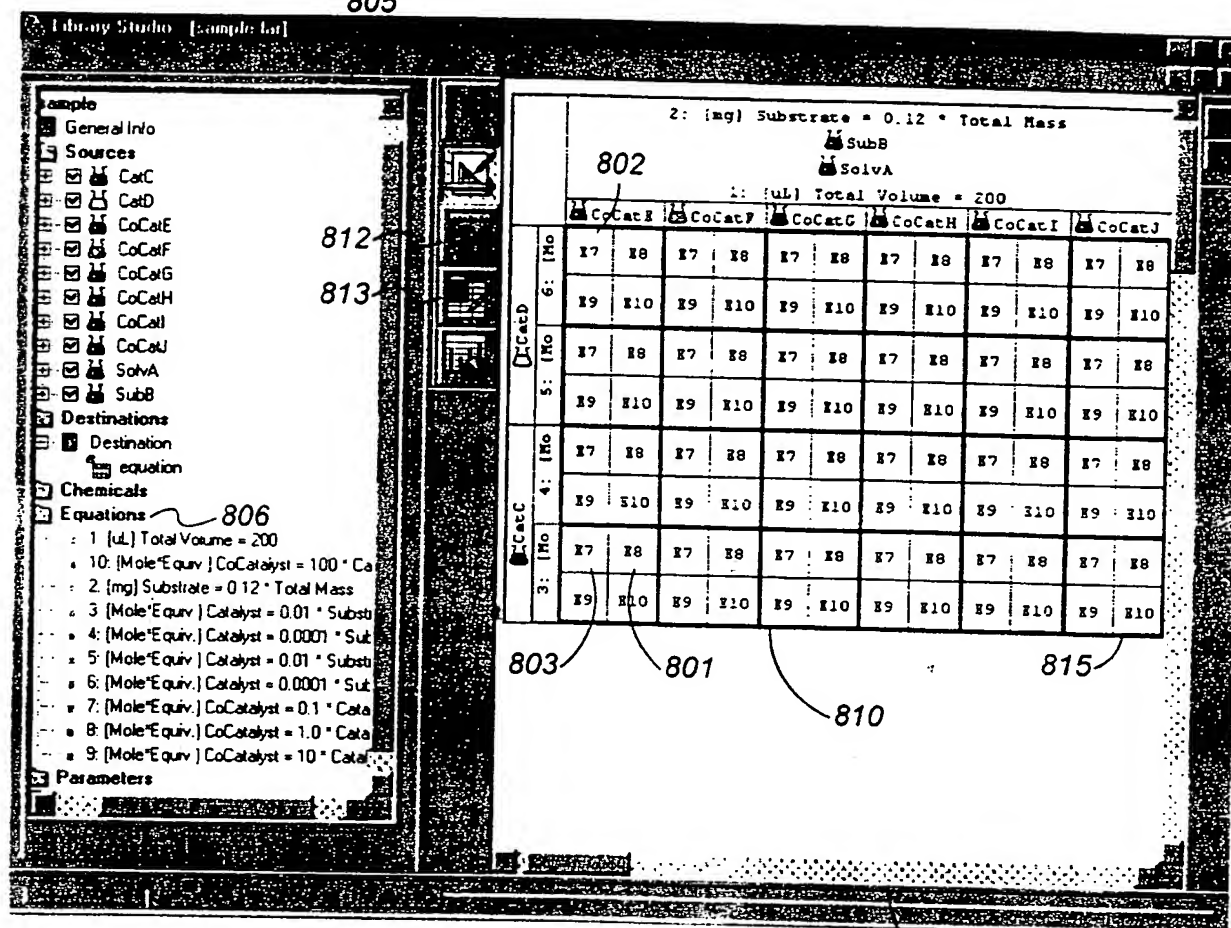 805
Library Studio - [sample.lar]
sample
General Info
Sources
CatC
CatD
CoCatE
CoCatF
CoCatG
CoCatH
CoCatI
CoCatJ
SolvA
SubB
Destinations
Destination
equation
Chemicals
Equations
806
1 (uL) Total Volume = 200
10: (Mole*Equiv.) CoCatalyst = 100 * Ca
2. (mg) Substrate = 0.12 * Total Mass
3 (Mole*Equiv.) Catalyst = 0.01 * Substr
4: (Mole*Equiv.) Catalyst = 0.0001 * Sub
5: (Mole*Equiv.) Catalyst = 0.01 * Substr
6: (Mole*Equiv.) Catalyst = 0.0001 * Sut
7: (Mole*Equiv.) CoCatalyst = 0.1 * Cata
8: (Mole*Equiv.) CoCatalyst = 1.0 * Cata
9: (Mole*Equiv.) CoCatalyst = 10 * Catal
Parameters
812
813
2: (mg) Substrate = 0.12 * Total Mass
SubB
SolvA
802
1: (uL) Total Volume = 200
CoCatE CoCatF CoCatG CoCatH CoCatI CoCatJ
CatD
6: (Mo
E7 E8 E7 E8 E7 E8 E7 E8 E7 E8 E7 E8
E9 E10 E9 E10 E9 E10 E9 E10 E9 E10 E9 E10
5: (Mo
E7 E8 E7 E8 E7 E8 E7 E8 E7 E8 E7 E8
E9 E10 E9 E10 E9 E10 E9 E10 E9 E10 E9 E10
CatC
4: (Mo
E7 E8 E7 E8 E7 E8 E7 E8 E7 E8 E7 E8
E9 E10 E9 E10 E9 E10 E9 E10 E9 E10 E9 E10
3: (Mo
E7 E8 E7 E8 E7 E8 E7 E8 E7 E8 E7 E8
E9 E10 E9 E10 E9 E10 E9 E10 E9 E10 E9 E10
803
801
810
815